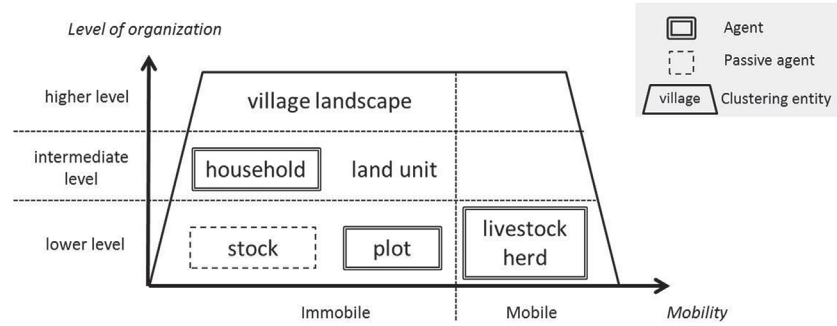 Level of organization
Agent
Passive agent
village
Clustering entity
higher level
village landscape
intermediate
level
household
land unit
lower level
stock
plot
livestock
herd
Immobile
Mobile
Mobility